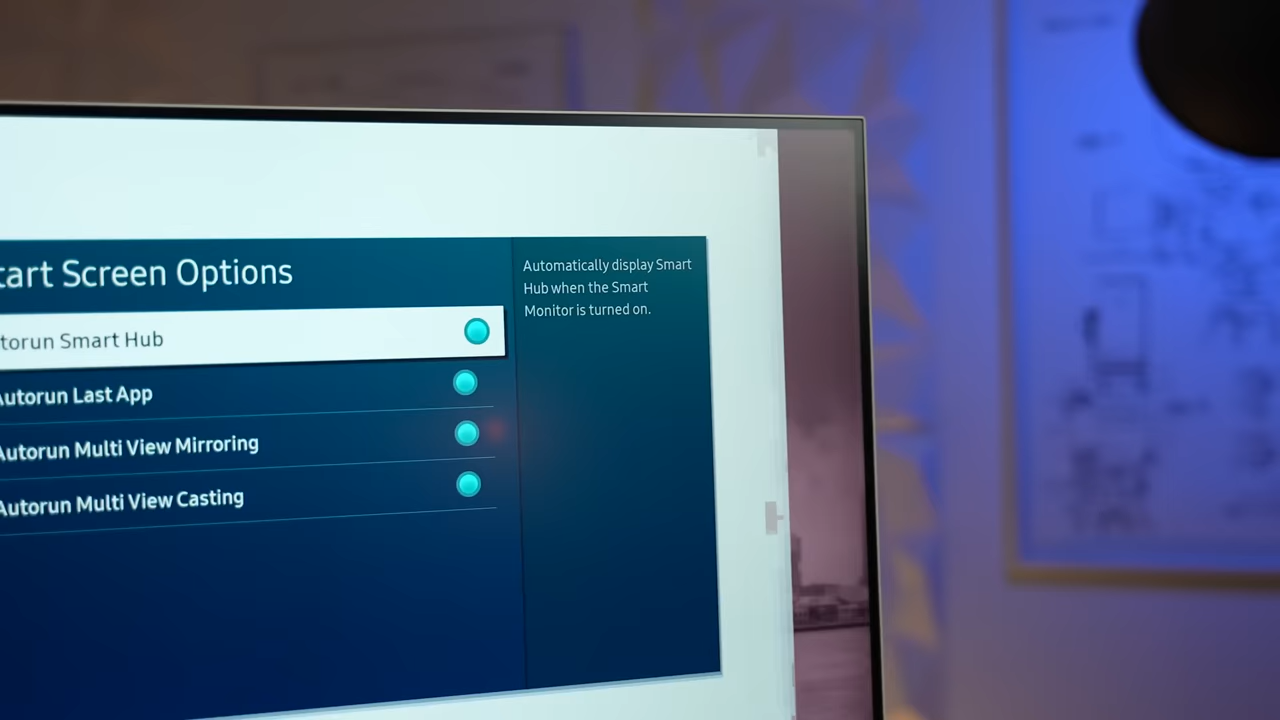 tart Screen Options
torun Smart Hub
Autorun Last App
Autorun Multi View Mirroring
Autorun Multi View Casting
Automatically display Smart
Hub when the Smart
Monitor is turned on.